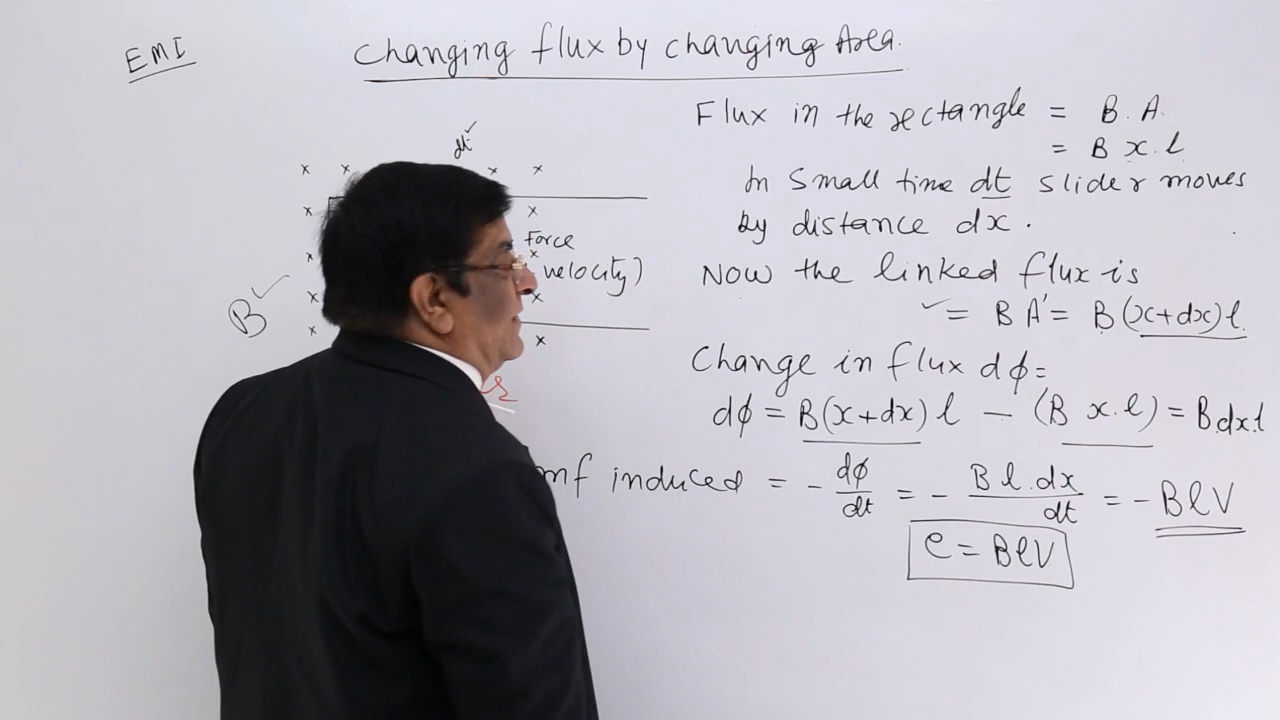 EMI
Changing flux by changing Area.
Flux in the rectangle = B. A.
= B x. l
In small time dt slider moves
by distance dx.
Now the linked flux is
✓ = B A' = B (x+dx) l.
Change in flux dϕ =
dϕ = B(x+dx) l — (B x. l) = B.dx.l
mf induced = - dϕ/dt = - B l. dx/dt = - B l V
e = B l V
dt ✓
x x x x
x x
Force
x x
velocity)
B ✓
x x
x x